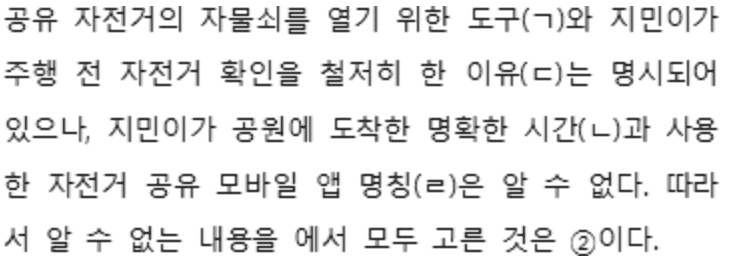 공유 자전거의 자물쇠를 열기 위한 도구(ㄱ)와 지민이가
주행 전 자전거 확인을 철저히 한 이유(ㄷ)는 명시되어
있으나, 지민이가 공원에 도착한 명확한 시간(ㄴ)과 사용
한 자전거 공유 모바일 앱 명칭(ㄹ)은 알 수 없다. 따라
서 알 수 없는 내용을 에서 모두 고른 것은 ②이다.